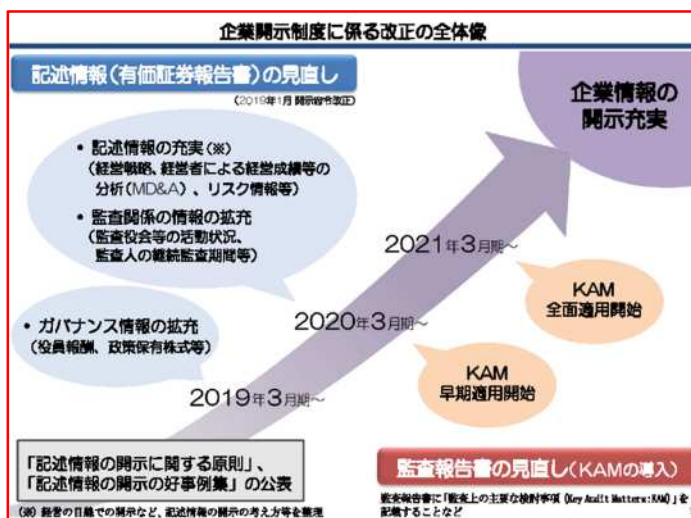 企業開示制度に係る改正の全体像
記述情報(有価証券報告書)の見直し
(2019年1月 開示府令改正)
企業情報の
開示充実
• 記述情報の充実(※)
(経営戦略、経営者による経営成績等の
分析(MD&A)、リスク情報等)
• 監査関係の情報の拡充
(監査役会等の活動状況、
監査人の継続監査期間等)
2021年3月期~
KAM
全面適用開始
• ガバナンス情報の拡充
(役員報酬、政策保有株式等)
2020年3月期~
KAM
早期適用開始
2019年3月期~
「記述情報の開示に関する原則」、
「記述情報の開示の好事例集」の公表
(※) 経営の目線での開示など、記述情報の開示の考え方等を整理
監査報告書の見直し(KAMの導入)
監査報告書に「監査上の主要な検討事項 (Key Audit Matters:KAM)」を
記載することなど